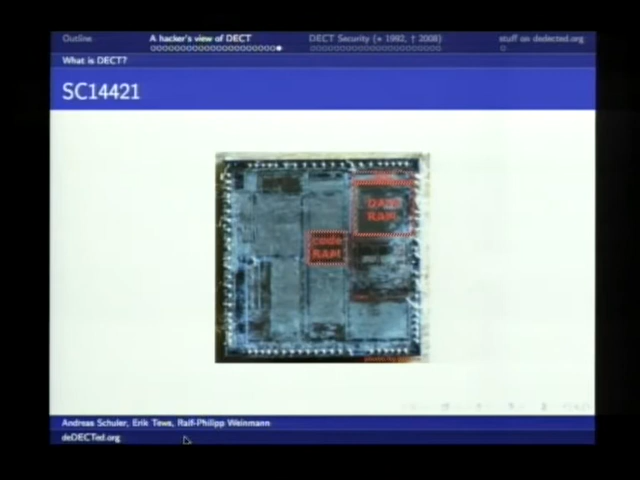 Outline
A hacker's view of DECT
DECT Security (* 1992, † 2008)
stuff on dedected.org
What is DECT?
SC14421
DATA
RAM
code
RAM
Andreas Schuler, Erik Tews, Ralf-Philipp Weinmann
deDECTed.org